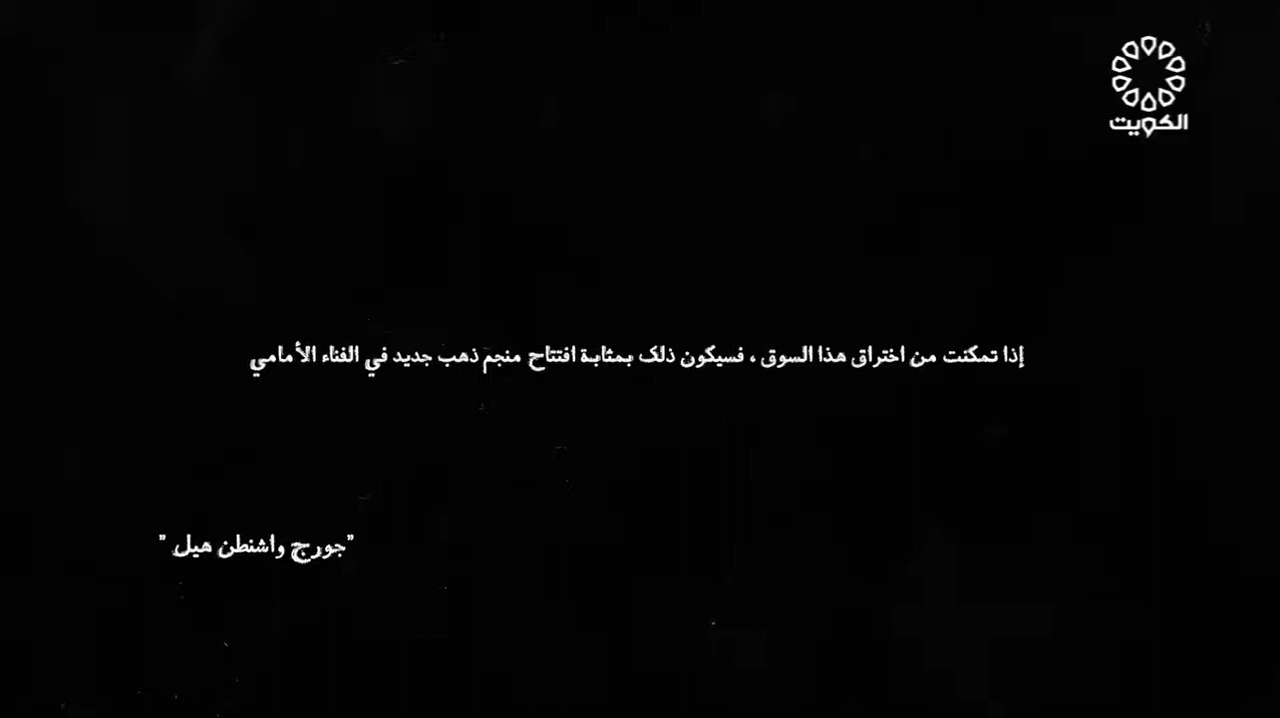 الكويت
إذا تمكنت من اختراق هذا السوق ، فسيكون ذلك بمثابة افتتاح منجم ذهب جديد في الفناء الأمامي
"جورج واشنطن هيل "